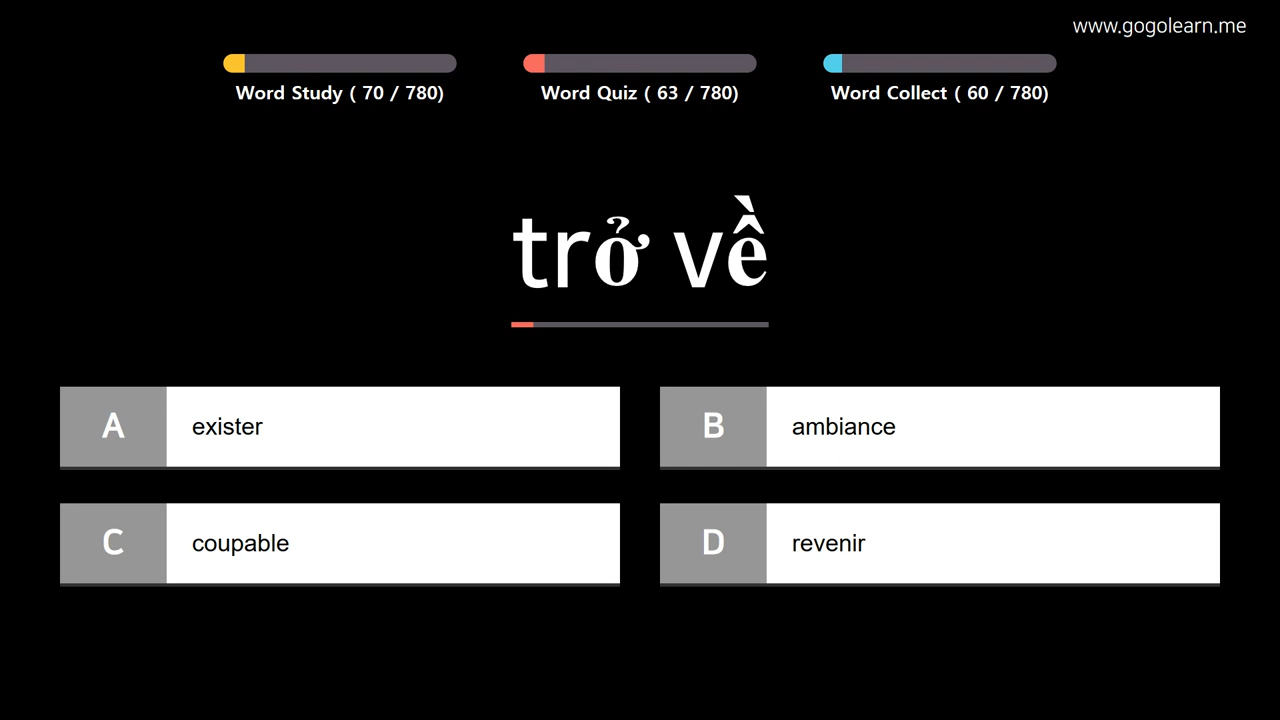 www.gogolearn.me
Word Study ( 70 / 780)
Word Quiz ( 63 / 780)
Word Collect ( 60 / 780)
trở về
A exister
B ambiance
C coupable
D revenir